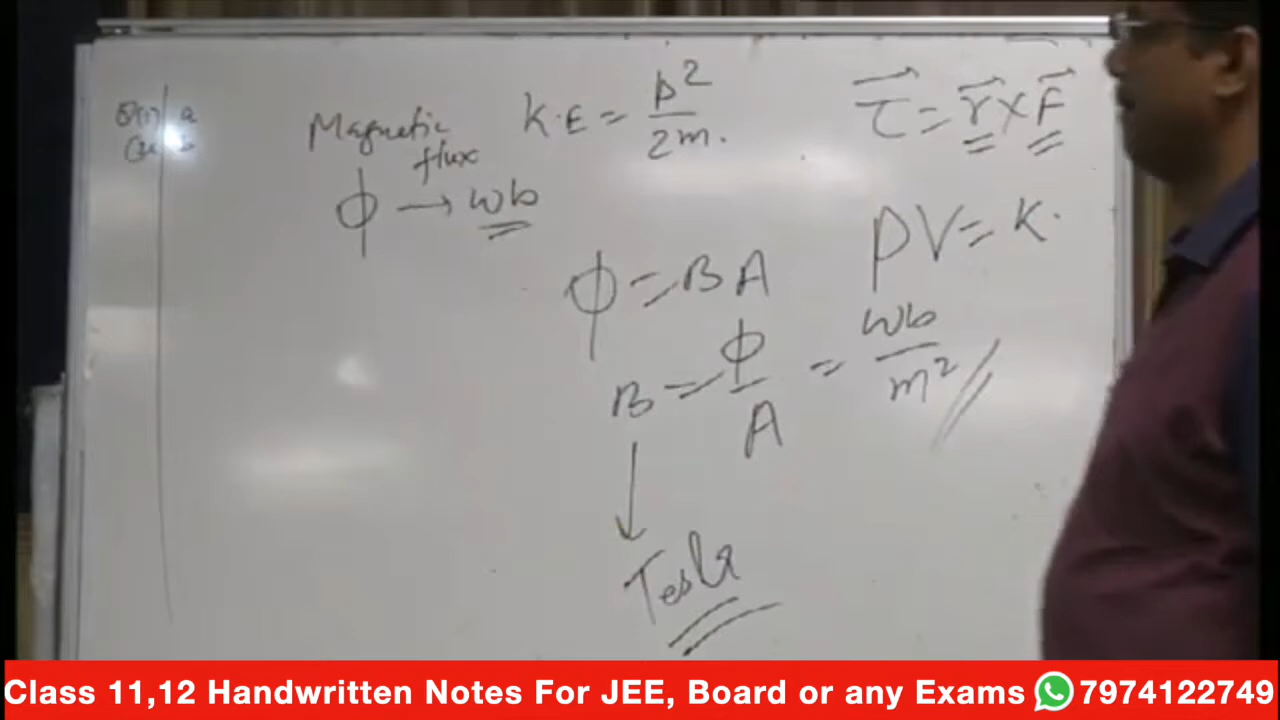 Magnetic flux
ϕ → wb
K.E = p²/2m.
τ⃗ = r⃗ × F⃗
PV = K.
ϕ = BA
B = ϕ/A = wb/m²
Tesla
Class 11,12 Handwritten Notes For JEE, Board or any Exams 7974122749